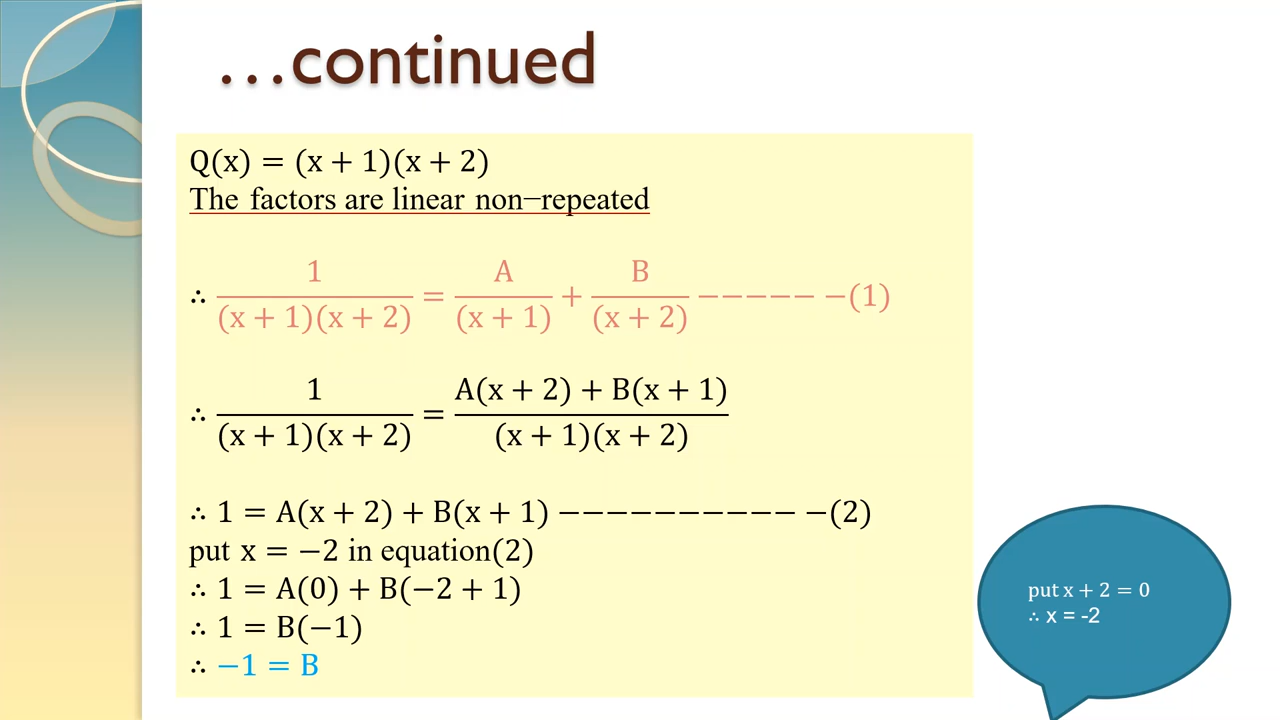 ...continued
Q(x) = (x + 1)(x + 2)
The factors are linear non−repeated
∴ 1/((x + 1)(x + 2)) = A/(x + 1) + B/(x + 2) −−−−− −(1)
∴ 1/((x + 1)(x + 2)) = (A(x + 2) + B(x + 1))/((x + 1)(x + 2))
∴ 1 = A(x + 2) + B(x + 1) −−−−−−−−−− −(2)
put x = −2 in equation(2)
∴ 1 = A(0) + B(−2 + 1)
∴ 1 = B(−1)
∴ −1 = B
put x + 2 = 0
∴ x = -2